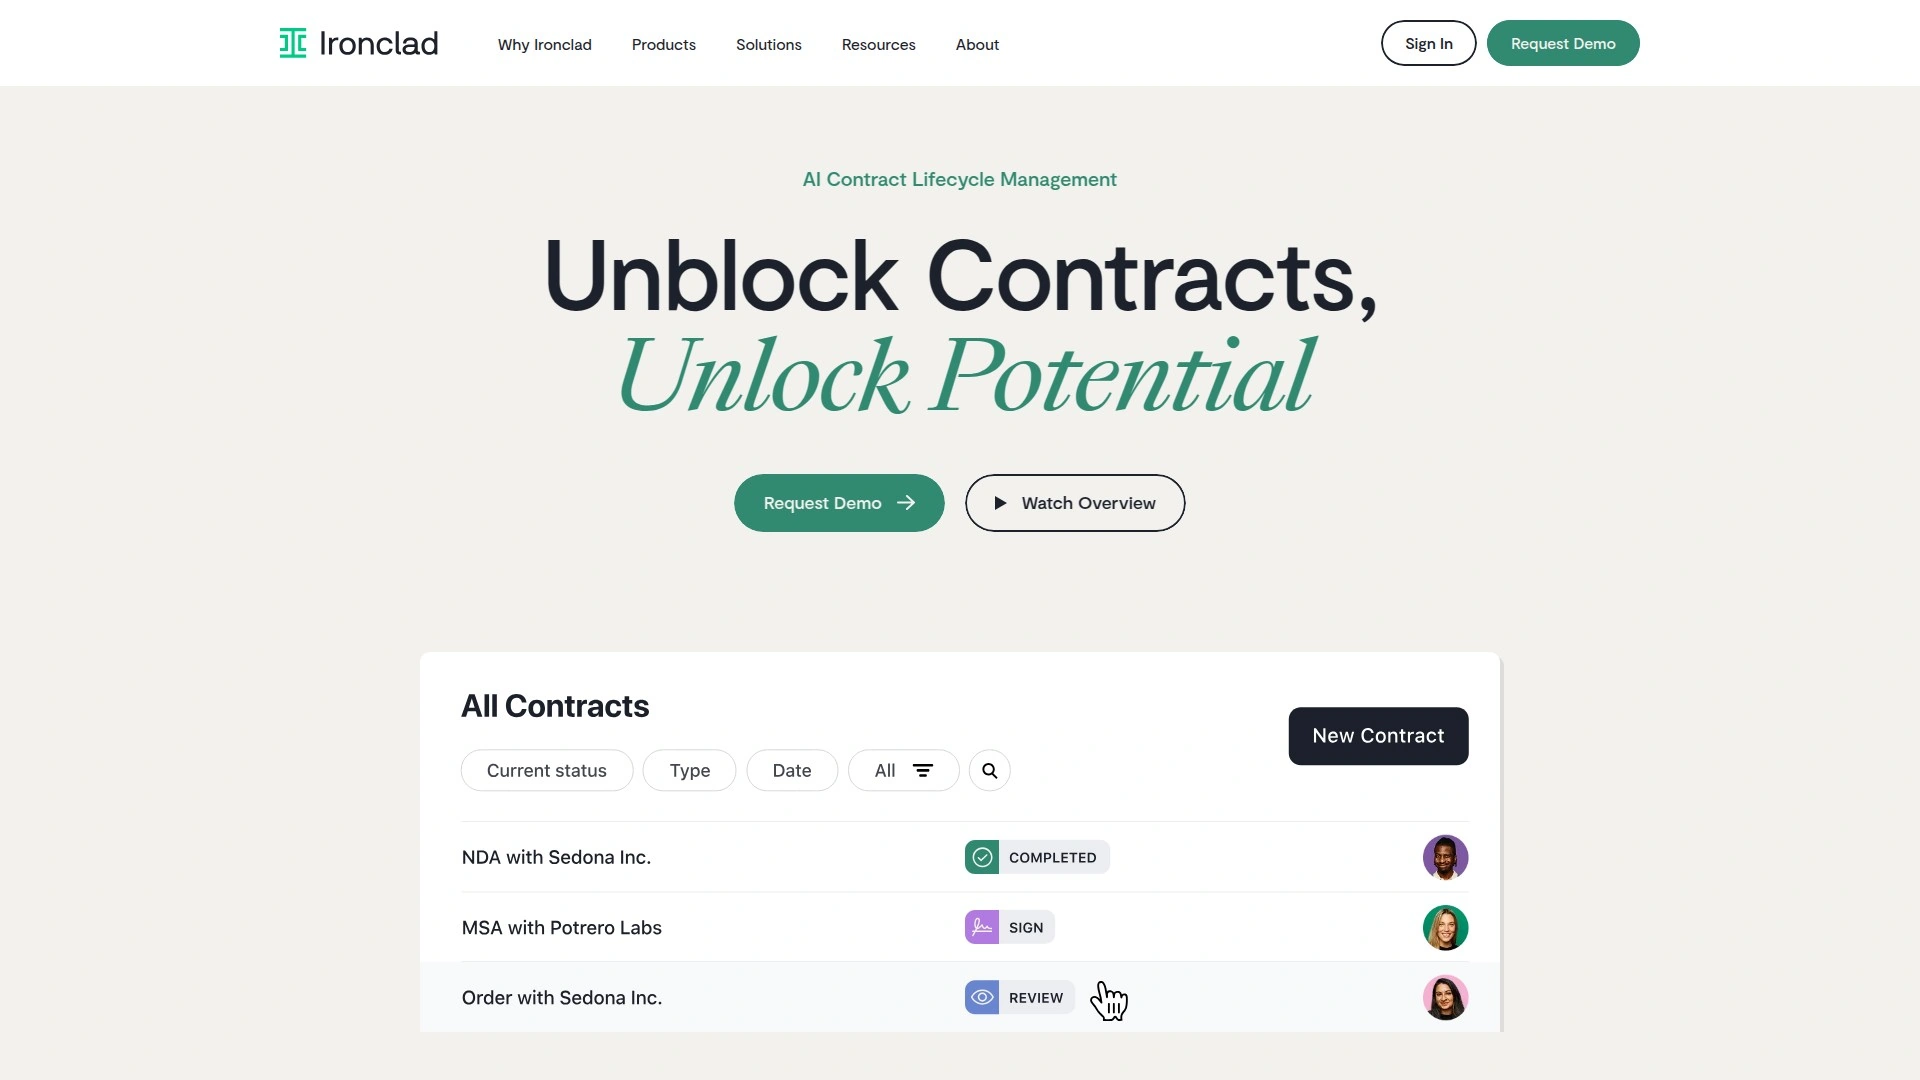 Ironclad
Why Ironclad
Products
Solutions
Resources
About
Sign In
Request Demo
AI Contract Lifecycle Management
Unblock Contracts,
Unlock Potential
Request Demo
Watch Overview
All Contracts
New Contract
Current status
Type
Date
All
NDA with Sedona Inc.
COMPLETED
MSA with Potrero Labs
SIGN
Order with Sedona Inc.
REVIEW